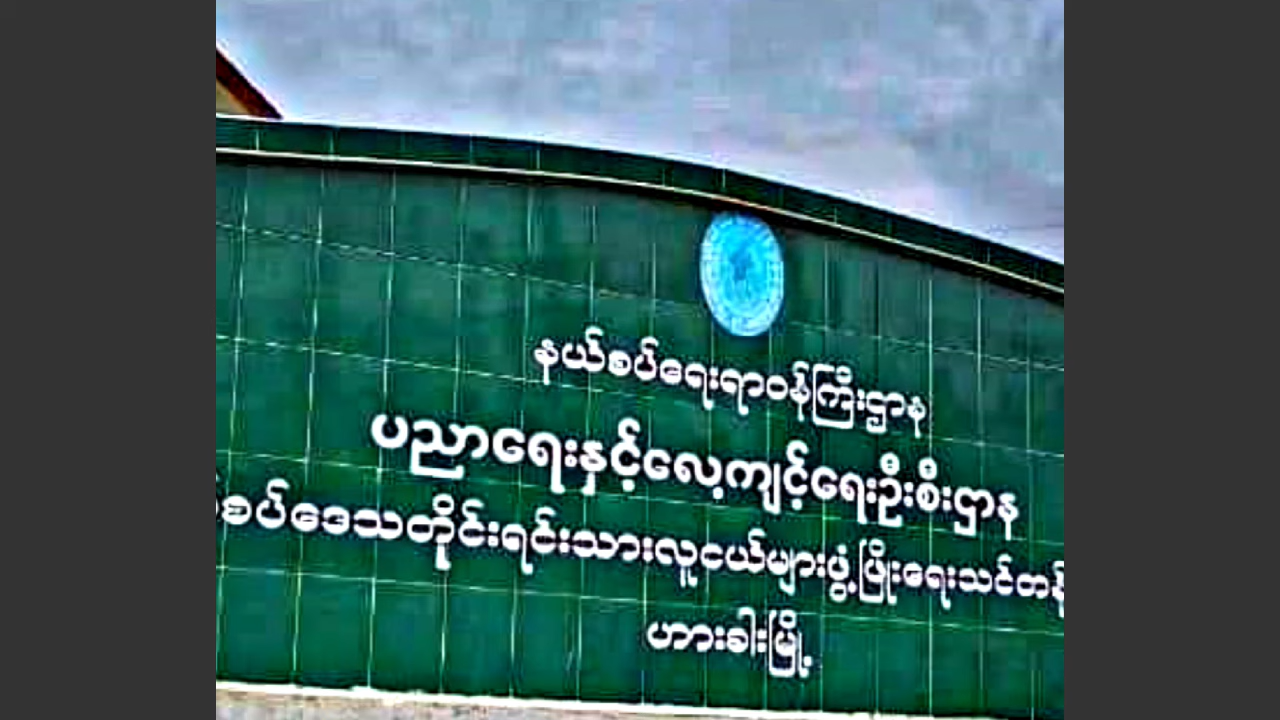 နယ်စပ်ရေးရာဝန်ကြီးဌာန
ပညာရေးနှင့်လေ့ကျင့်ရေးဦးစီးဌာန
စပ်ဒေသတိုင်းရင်းသားလူငယ်များဖွံ့ဖြိုးရေးသင်တန်
ဟားခါးမြို့